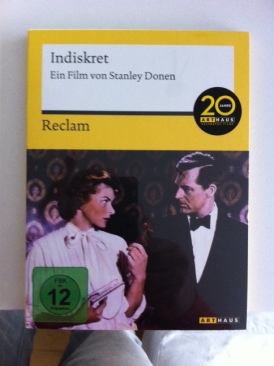 Indiskret
Ein Film von Stanley Donen
20
JAHRE
ARTHAUS
Reclam
FSK
12
ARTHAUS